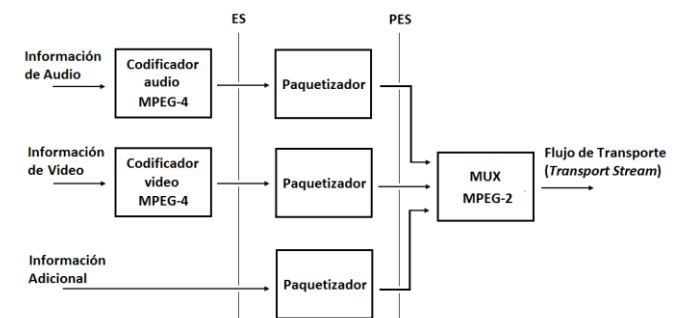 ES
PES
Información
de Audio
Codificador
audio
MPEG-4
Paquetizador
Información
de Video
Codificador
video
MPEG-4
Paquetizador
MUX
MPEG-2
Flujo de Transporte
(Transport Stream)
Información
Adicional
Paquetizador